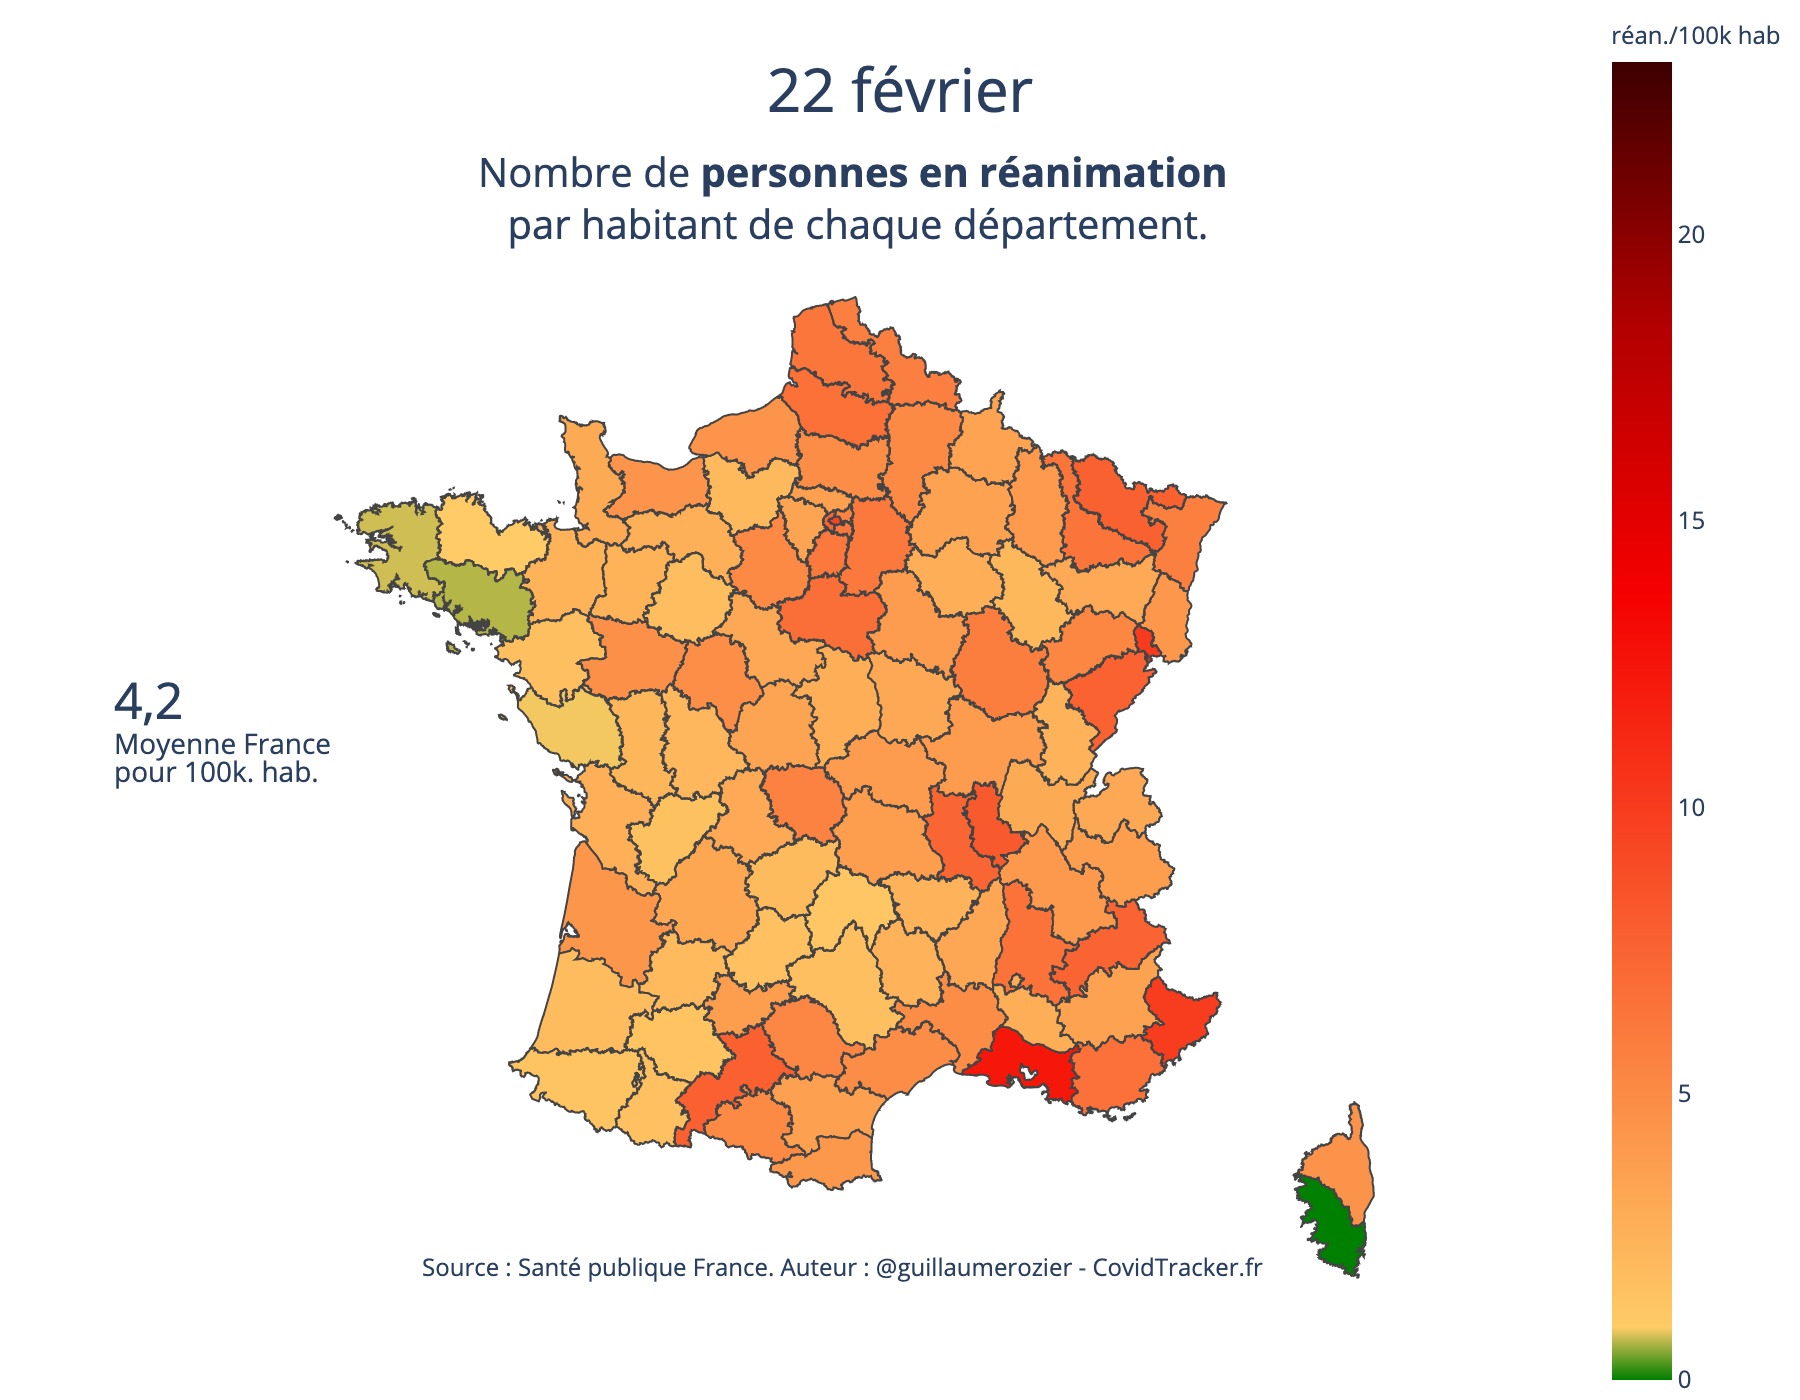 réan./100k hab
22 février
Nombre de personnes en réanimation
par habitant de chaque département.
20
15
4,2
Moyenne France
pour 100k. hab.
10
5
Source : Santé publique France. Auteur : @guillaumerozier - CovidTracker.fr
0